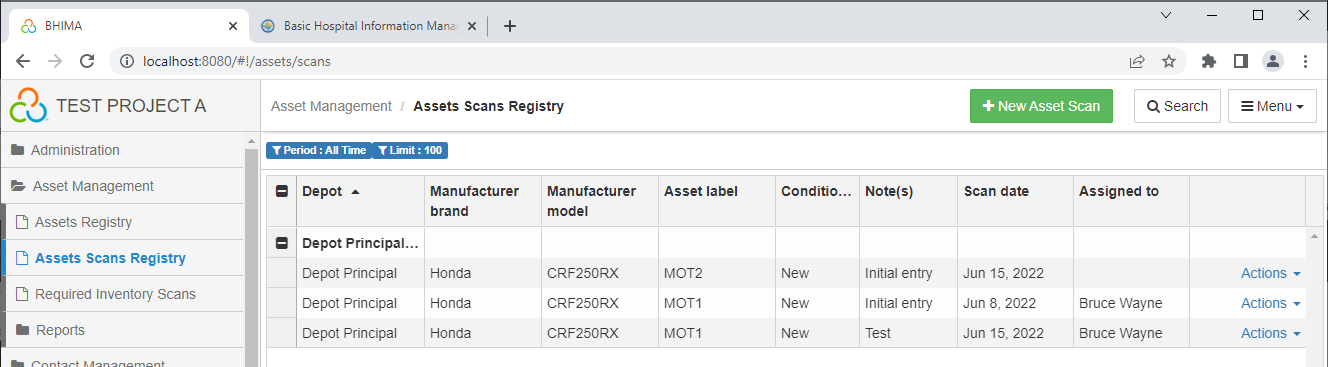 BHIMA
Basic Hospital Information Mana
localhost:8080/#!/assets/scans
TEST PROJECT A
Asset Management / Assets Scans Registry
New Asset Scan
Search
Menu
Administration
Asset Management
Assets Registry
Assets Scans Registry
Required Inventory Scans
Reports
Contact Management
Period : All Time
Limit : 100
Depot Manufacturer brand Manufacturer model Asset label Conditio… Note(s) Scan date Assigned to
Depot Principal…
Depot Principal Honda CRF250RX MOT2 New Initial entry Jun 15, 2022 Actions
Depot Principal Honda CRF250RX MOT1 New Initial entry Jun 8, 2022 Bruce Wayne Actions
Depot Principal Honda CRF250RX MOT1 New Test Jun 15, 2022 Bruce Wayne Actions